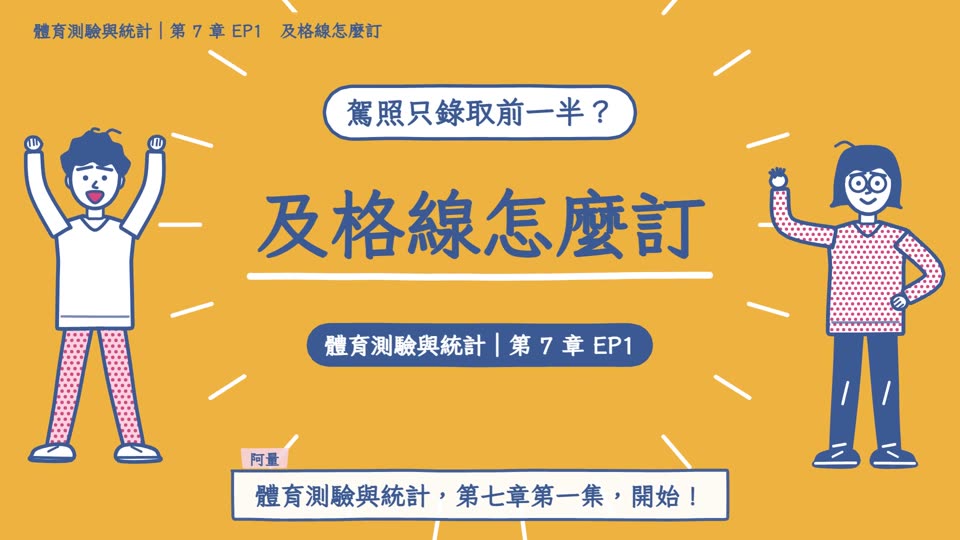 體育測驗與統計｜第 7 章 EP1　及格線怎麼訂
駕照只錄取前一半？
及格線怎麼訂
體育測驗與統計｜第 7 章 EP1
阿量
體育測驗與統計，第七章第一集，開始！